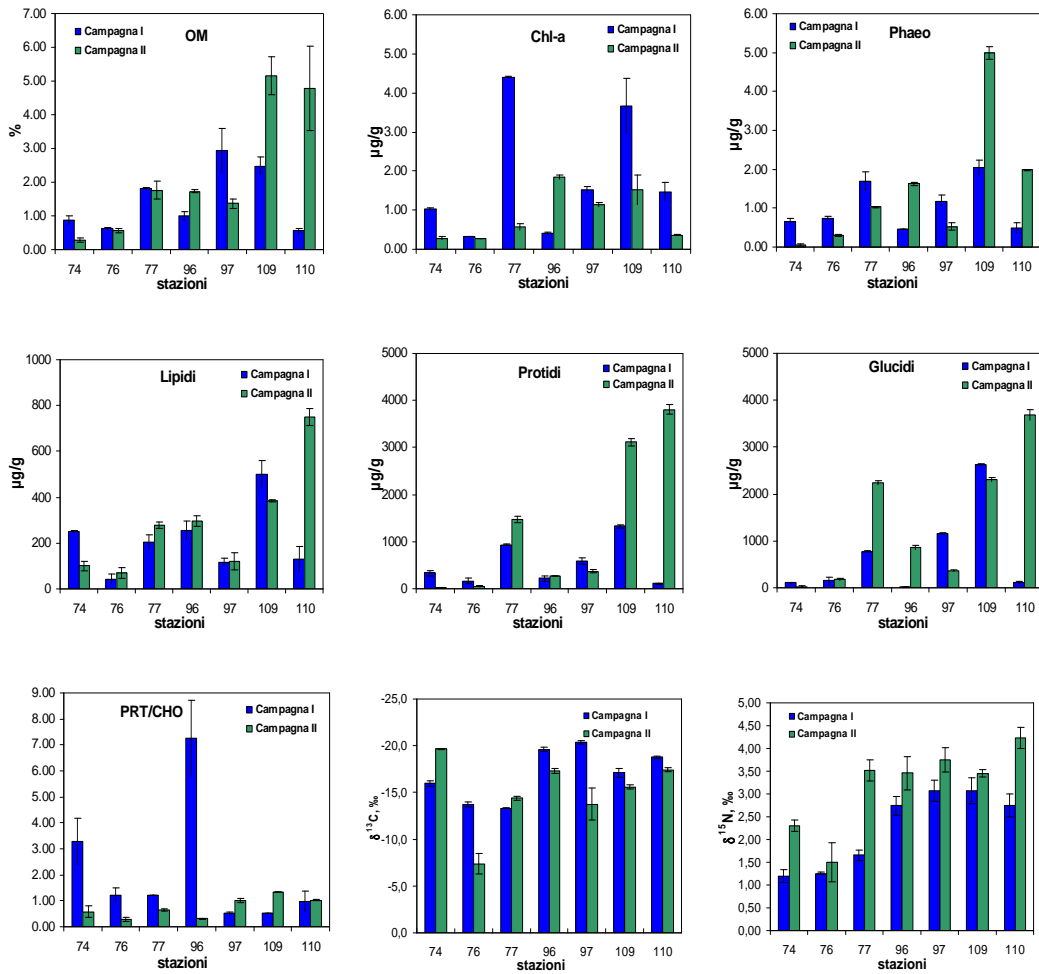 OM
Campagna I
Campagna II
7.00
6.00
5.00
4.00
3.00
2.00
1.00
0.00
%
74 76 77 96 97 109 110
stazioni
Chl-a
Campagna I
Campagna II
6.00
5.00
4.00
3.00
2.00
1.00
0.00
µg/g
74 76 77 96 97 109 110
stazioni
Phaeo
Campagna I
Campagna II
6.00
5.00
4.00
3.00
2.00
1.00
0.00
µg/g
74 76 77 96 97 109 110
stazioni
Lipidi
Campagna I
Campagna II
1000
800
600
400
200
0
µg/g
74 76 77 96 97 109 110
stazioni
Protidi
Campagna I
Campagna II
5000
4000
3000
2000
1000
0
µg/g
74 76 77 96 97 109 110
stazioni
Glucidi
Campagna I
Campagna II
5000
4000
3000
2000
1000
0
µg/g
74 76 77 96 97 109 110
stazioni
PRT/CHO
Campagna I
Campagna II
9.00
8.00
7.00
6.00
5.00
4.00
3.00
2.00
1.00
0.00
74 76 77 96 97 109 110
stazioni
Campagna I
Campagna II
-25,0
-20,0
-15,0
-10,0
-5,0
0,0
δ ¹³C, ‰
74 76 77 96 97 109 110
stazioni
Campagna I
Campagna II
5,00
4,50
4,00
3,50
3,00
2,50
2,00
1,50
1,00
0,50
0,00
δ ¹⁵N, ‰
74 76 77 96 97 109 110
stazioni